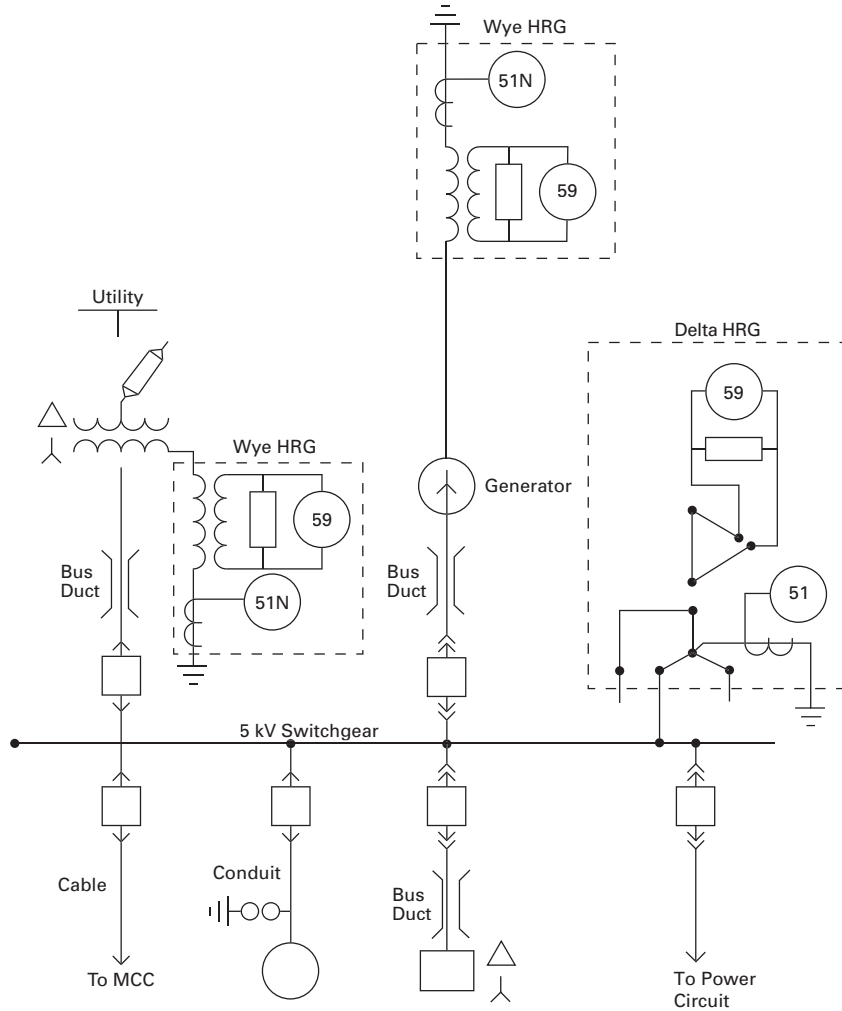 Wye HRG
51N
59
Utility
Delta HRG
59
Wye HRG
Generator
59
Bus
Duct
Bus
Duct
51
51N
5 kV Switchgear
Cable
Conduit
Bus
Duct
To MCC
To Power
Circuit